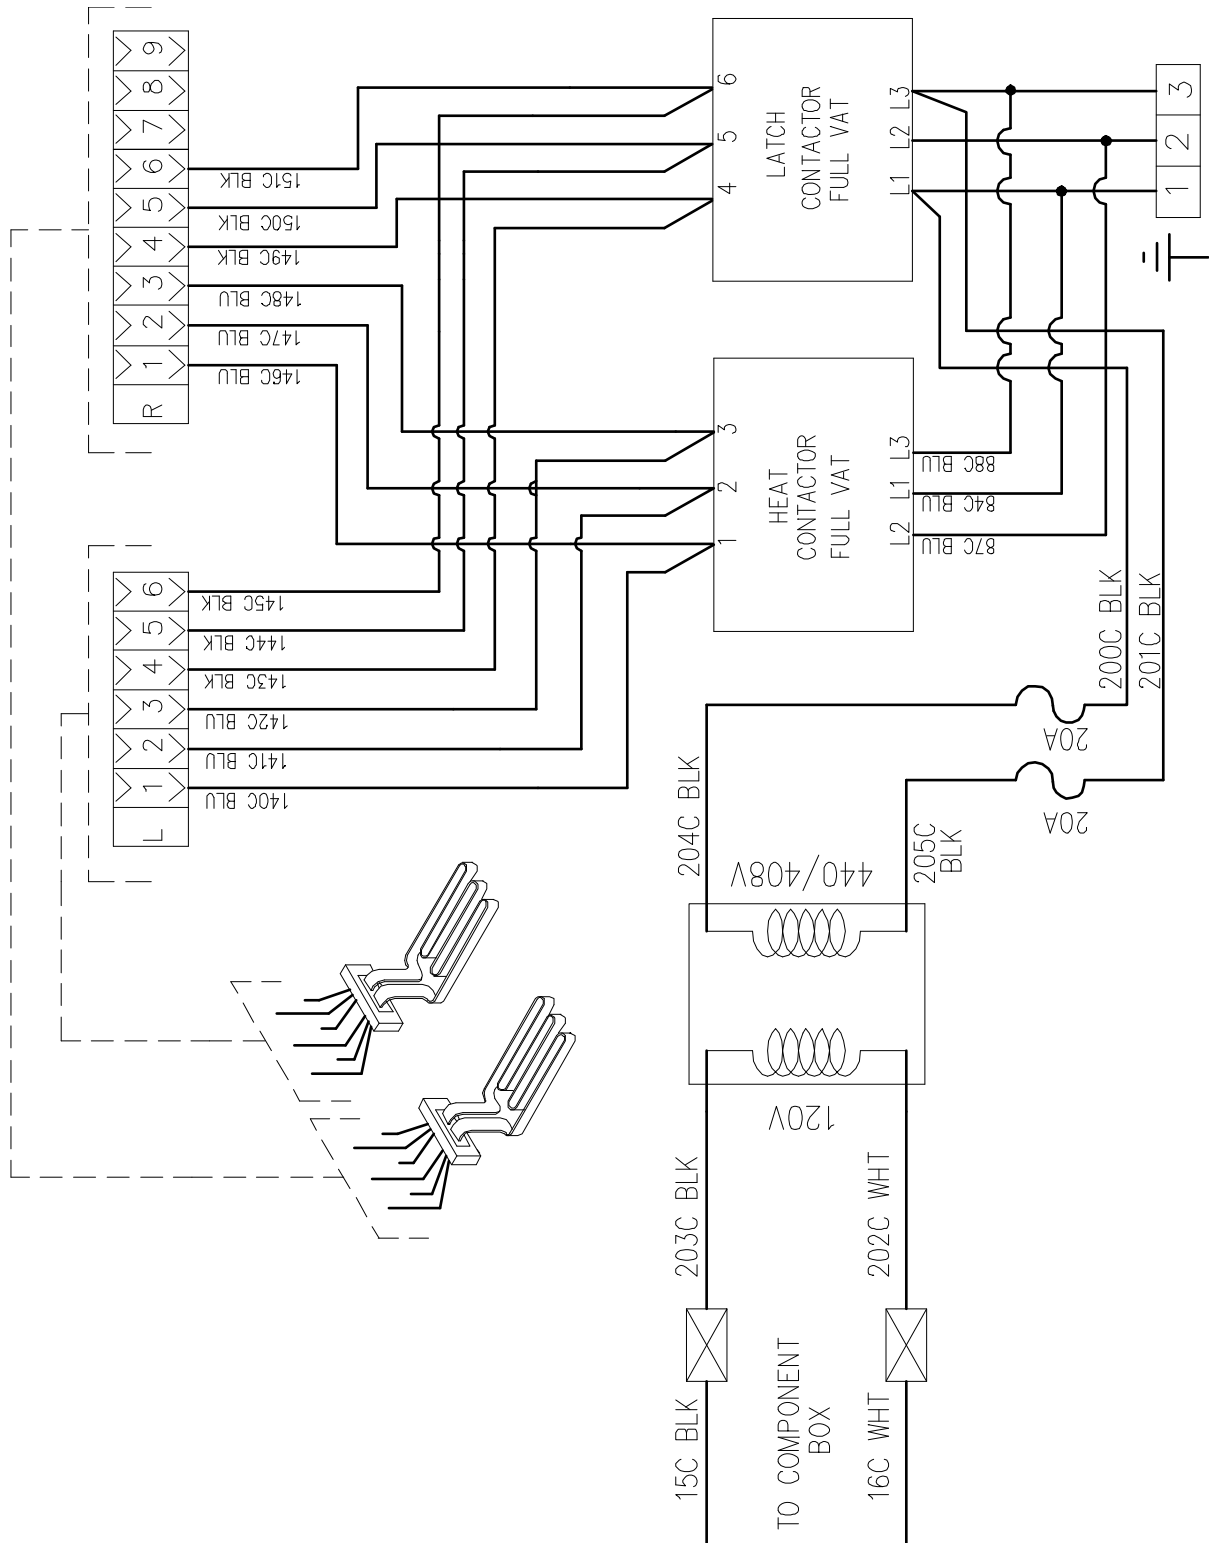 9
8
7
6
5
4
3
2
1
R
151C BLK
150C BLK
149C BLK
148C BLU
147C BLU
146C BLU
6
5
4
LATCH
CONTACTOR
FULL VAT
L3
L2
L1
3
2
1
3
2
1
HEAT
CONTACTOR
FULL VAT
L3
L1
L2
88C BLU
84C BLU
87C BLU
6
5
4
3
2
1
L
145C BLK
144C BLK
143C BLK
142C BLU
141C BLU
140C BLU
200C BLK
201C BLK
20A
20A
204C BLK
205C
BLK
440/408V
120V
203C BLK
202C WHT
15C BLK
TO COMPONENT
BOX
16C WHT